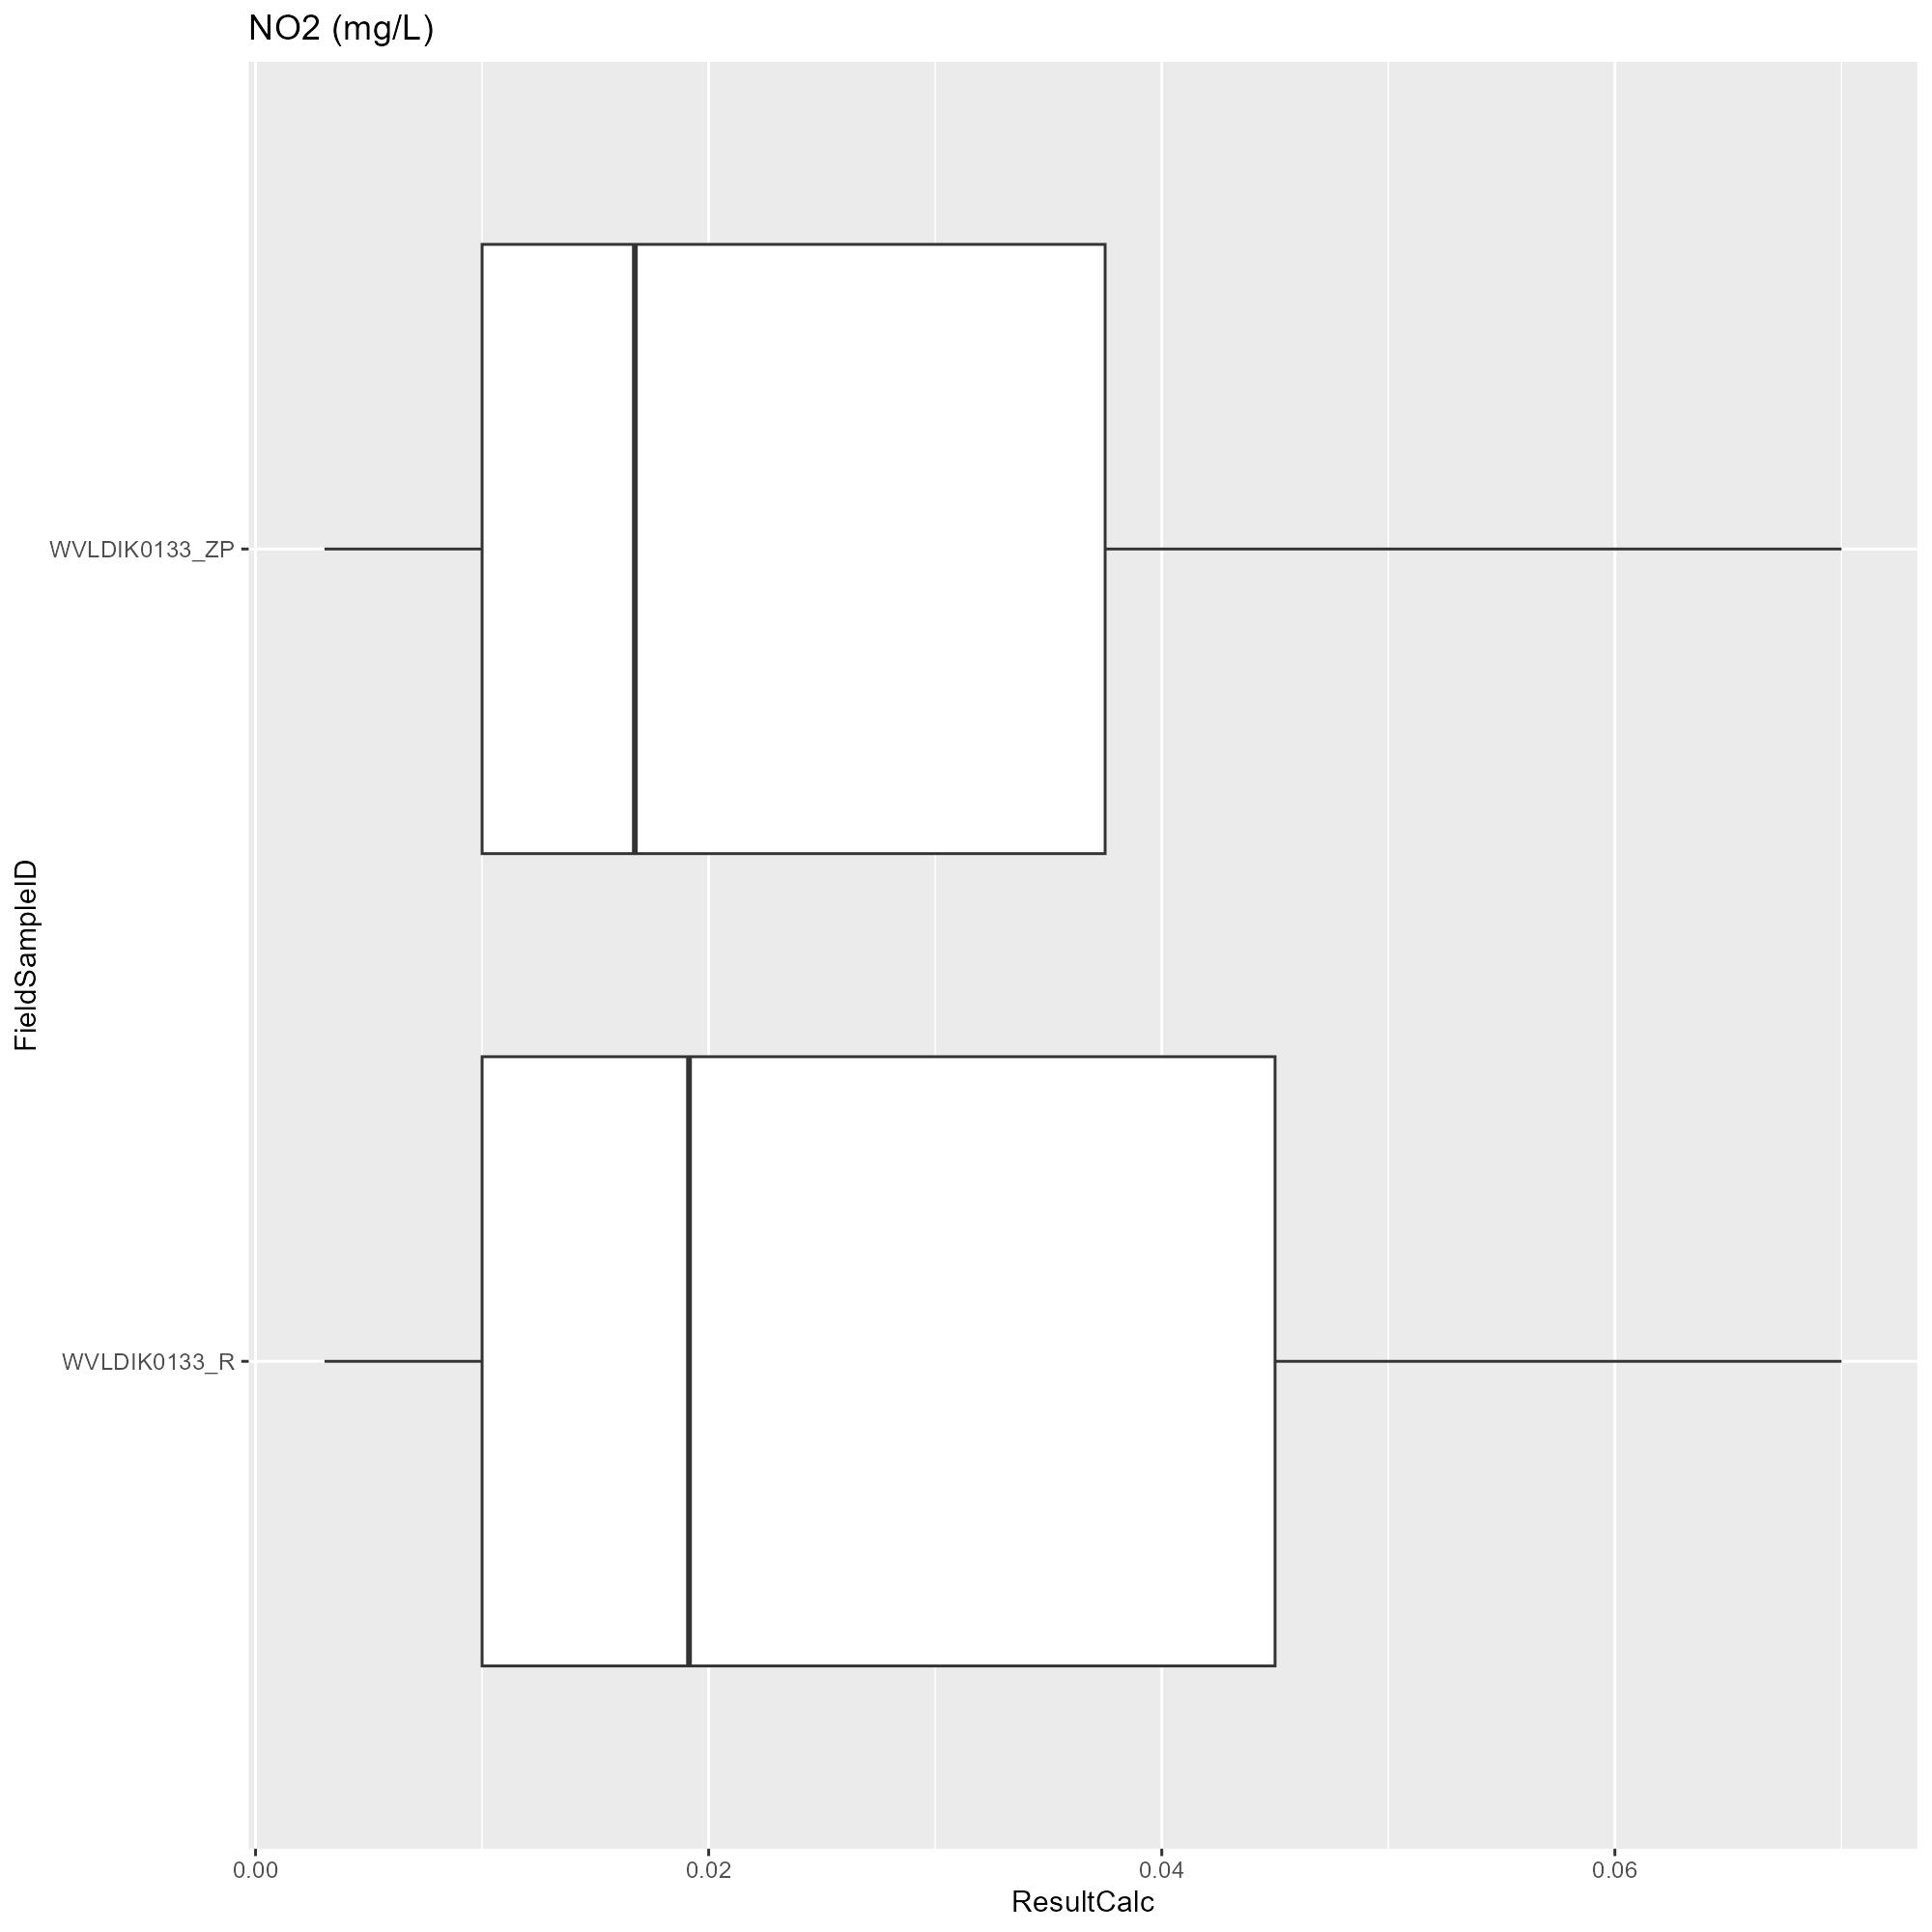 NO2 (mg/L)
FieldSampleID
WVLDIK0133_ZP
WVLDIK0133_R
0.00 0.02 0.04 0.06
ResultCalc